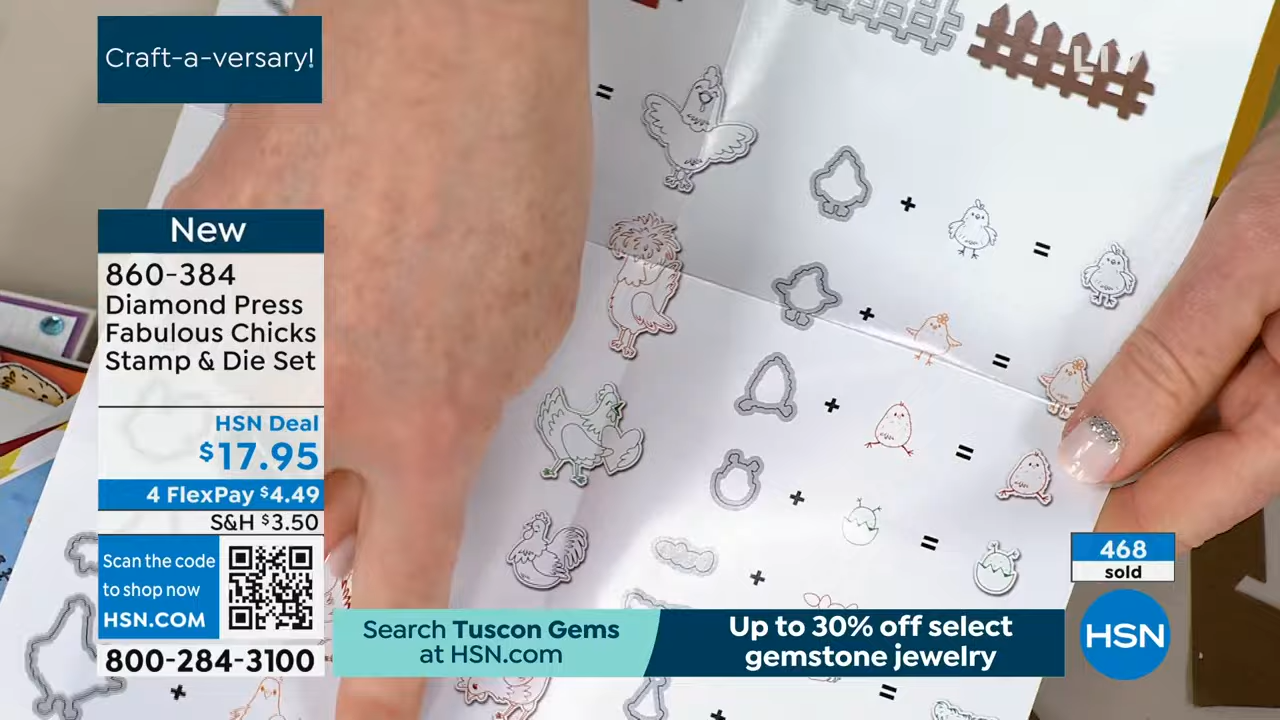 Craft-a-versary!
LIVE
New
860-384
Diamond Press
Fabulous Chicks
Stamp & Die Set
HSN Deal
$17.95
4 FlexPay $4.49
S&H $3.50
Scan the code
to shop now
HSN.COM
800-284-3100
Search Tuscon Gems
at HSN.com
Up to 30% off select
gemstone jewelry
468
sold
HSN
=
+
=
+
=
+
=
+
=
+
+
=
+